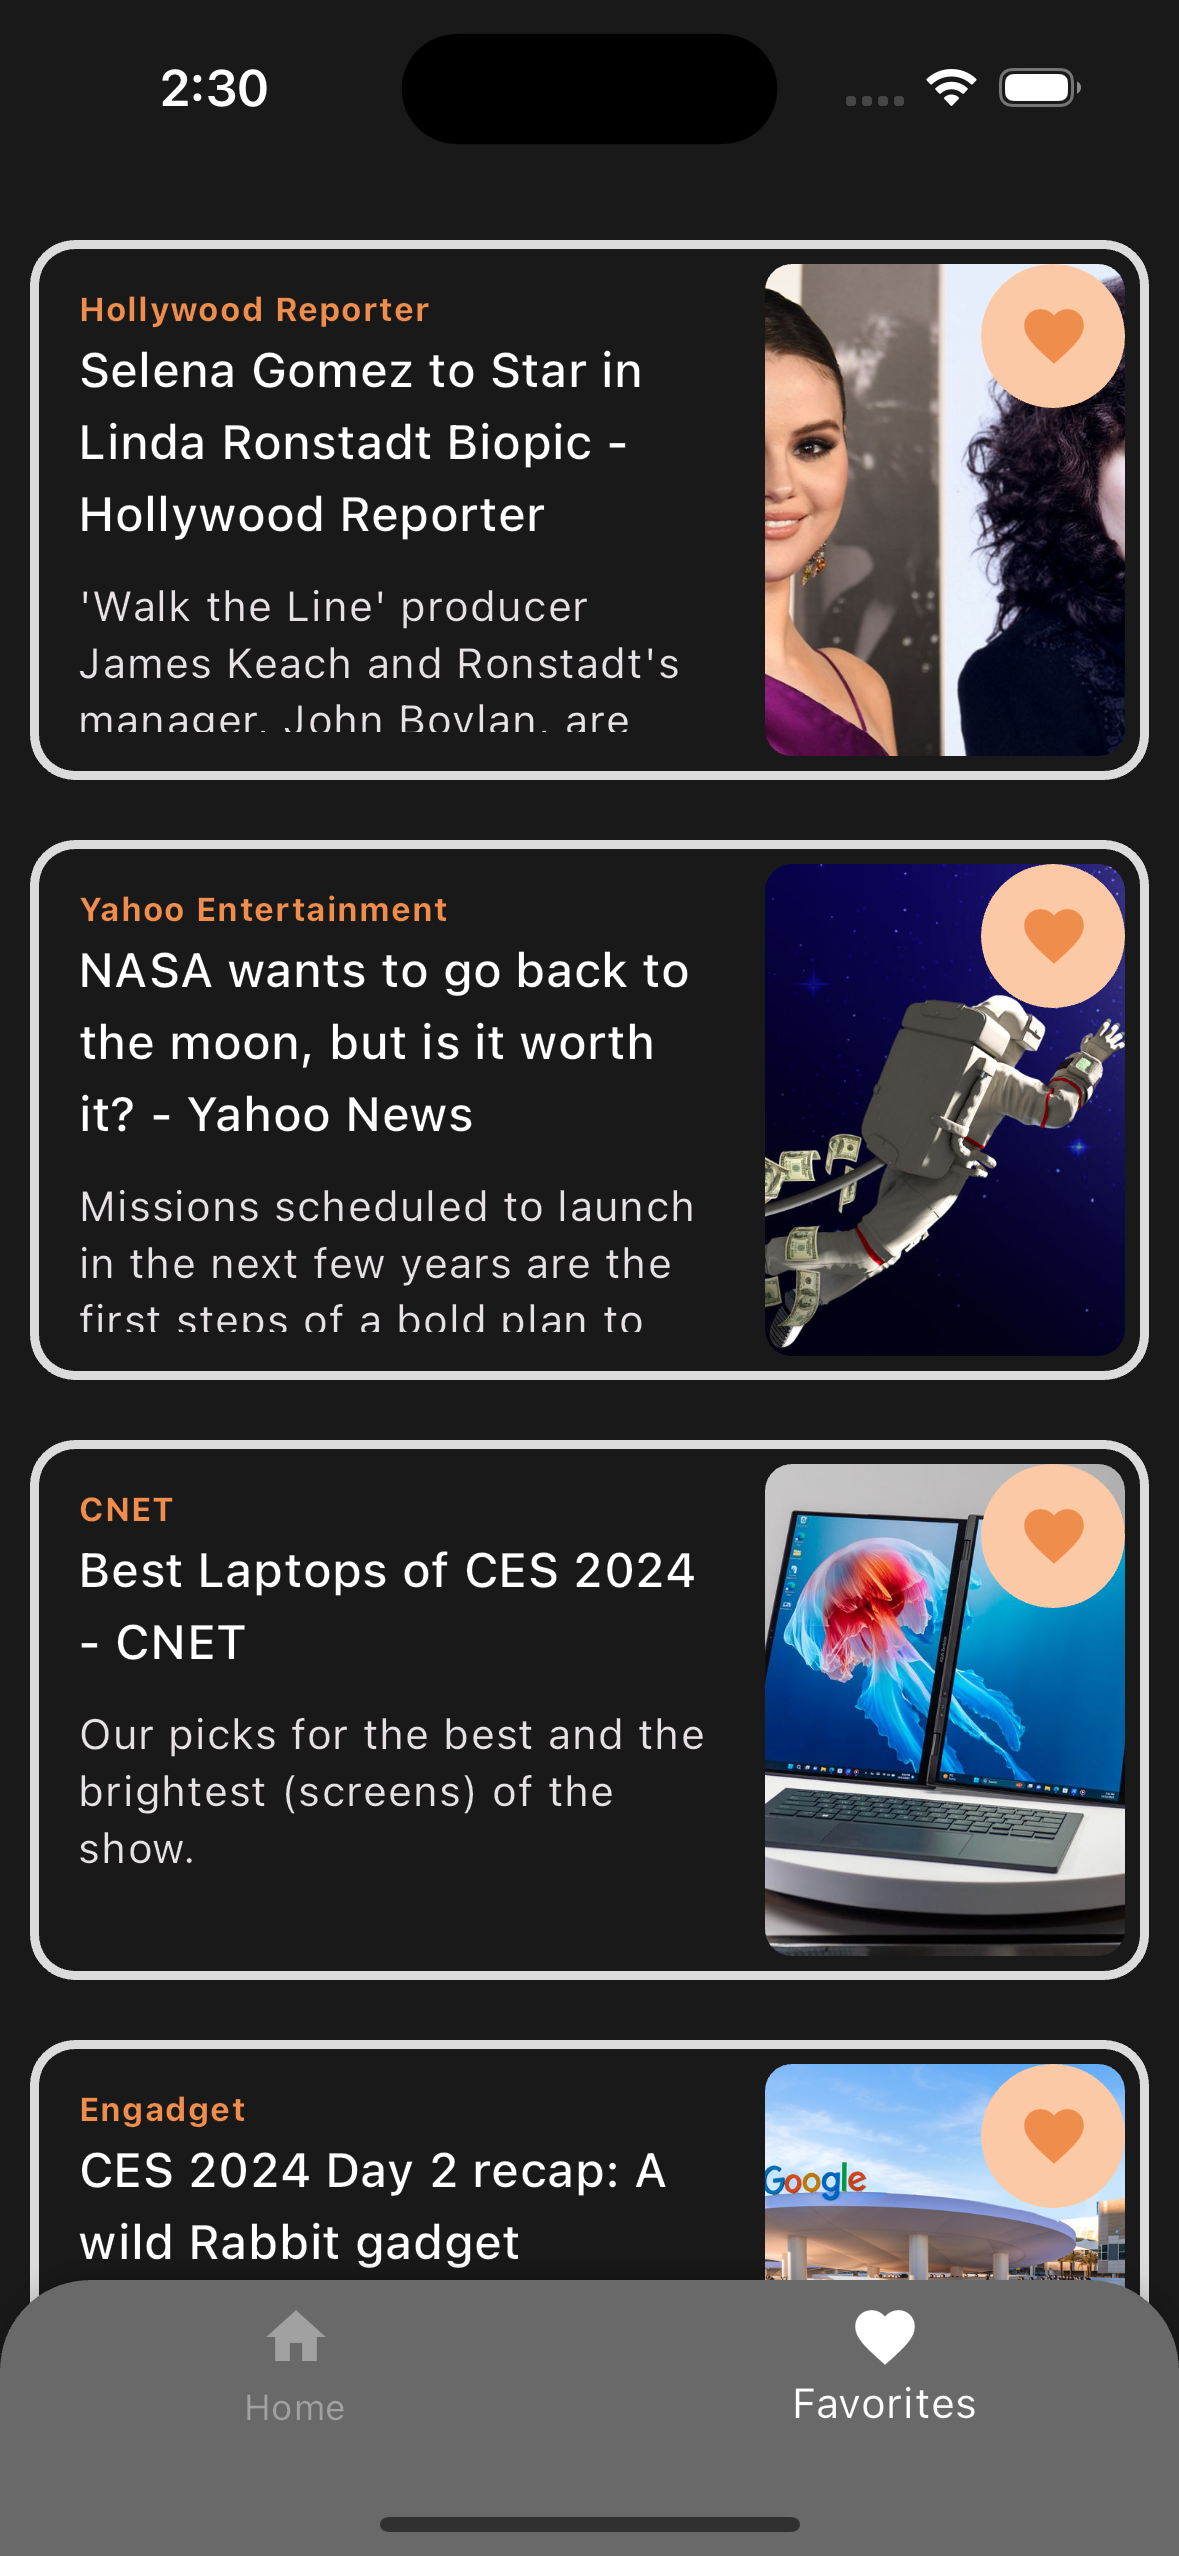 2:30
Hollywood Reporter
Selena Gomez to Star in
Linda Ronstadt Biopic -
Hollywood Reporter
'Walk the Line' producer
James Keach and Ronstadt's
manager, John Boylan, are
Yahoo Entertainment
NASA wants to go back to
the moon, but is it worth
it? - Yahoo News
Missions scheduled to launch
in the next few years are the
first steps of a bold plan to
CNET
Best Laptops of CES 2024
- CNET
Our picks for the best and the
brightest (screens) of the
show.
Engadget
CES 2024 Day 2 recap: A
wild Rabbit gadget
Google
Home
Favorites